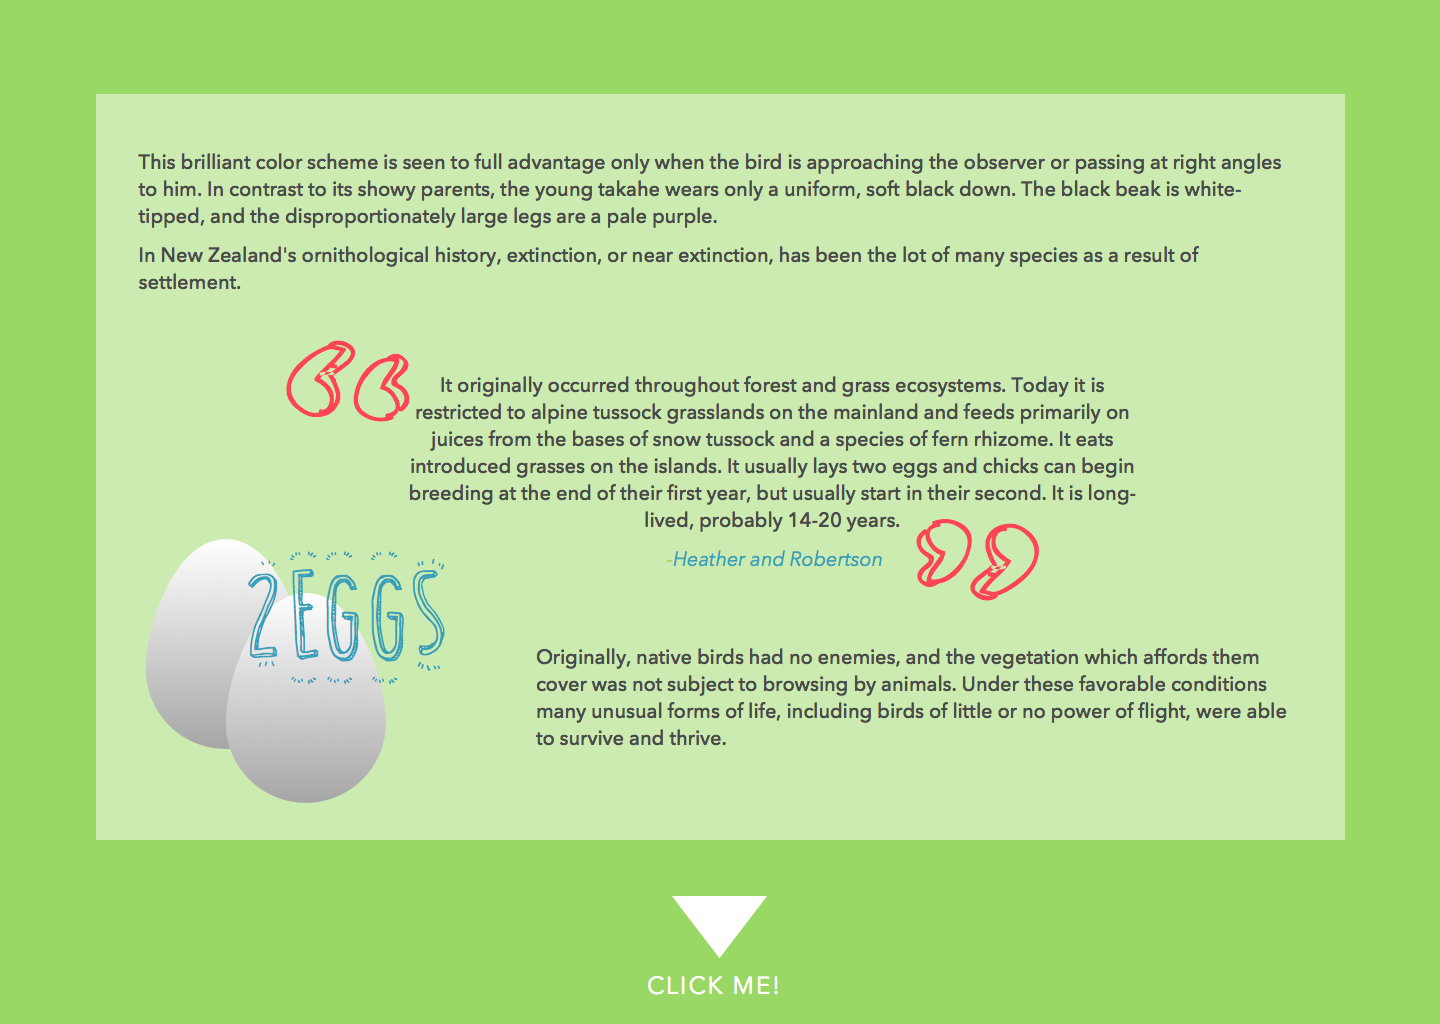 This brilliant color scheme is seen to full advantage only when the bird is approaching the observer or passing at right angles
to him. In contrast to its showy parents, the young takahe wears only a uniform, soft black down. The black beak is white-
tipped, and the disproportionately large legs are a pale purple.
In New Zealand's ornithological history, extinction, or near extinction, has been the lot of many species as a result of
settlement.
It originally occurred throughout forest and grass ecosystems. Today it is
restricted to alpine tussock grasslands on the mainland and feeds primarily on
juices from the bases of snow tussock and a species of fern rhizome. It eats
introduced grasses on the islands. It usually lays two eggs and chicks can begin
breeding at the end of their first year, but usually start in their second. It is long-
lived, probably 14-20 years.
-Heather and Robertson
2EGGS
Originally, native birds had no enemies, and the vegetation which affords them
cover was not subject to browsing by animals. Under these favorable conditions
many unusual forms of life, including birds of little or no power of flight, were able
to survive and thrive.
CLICK ME!